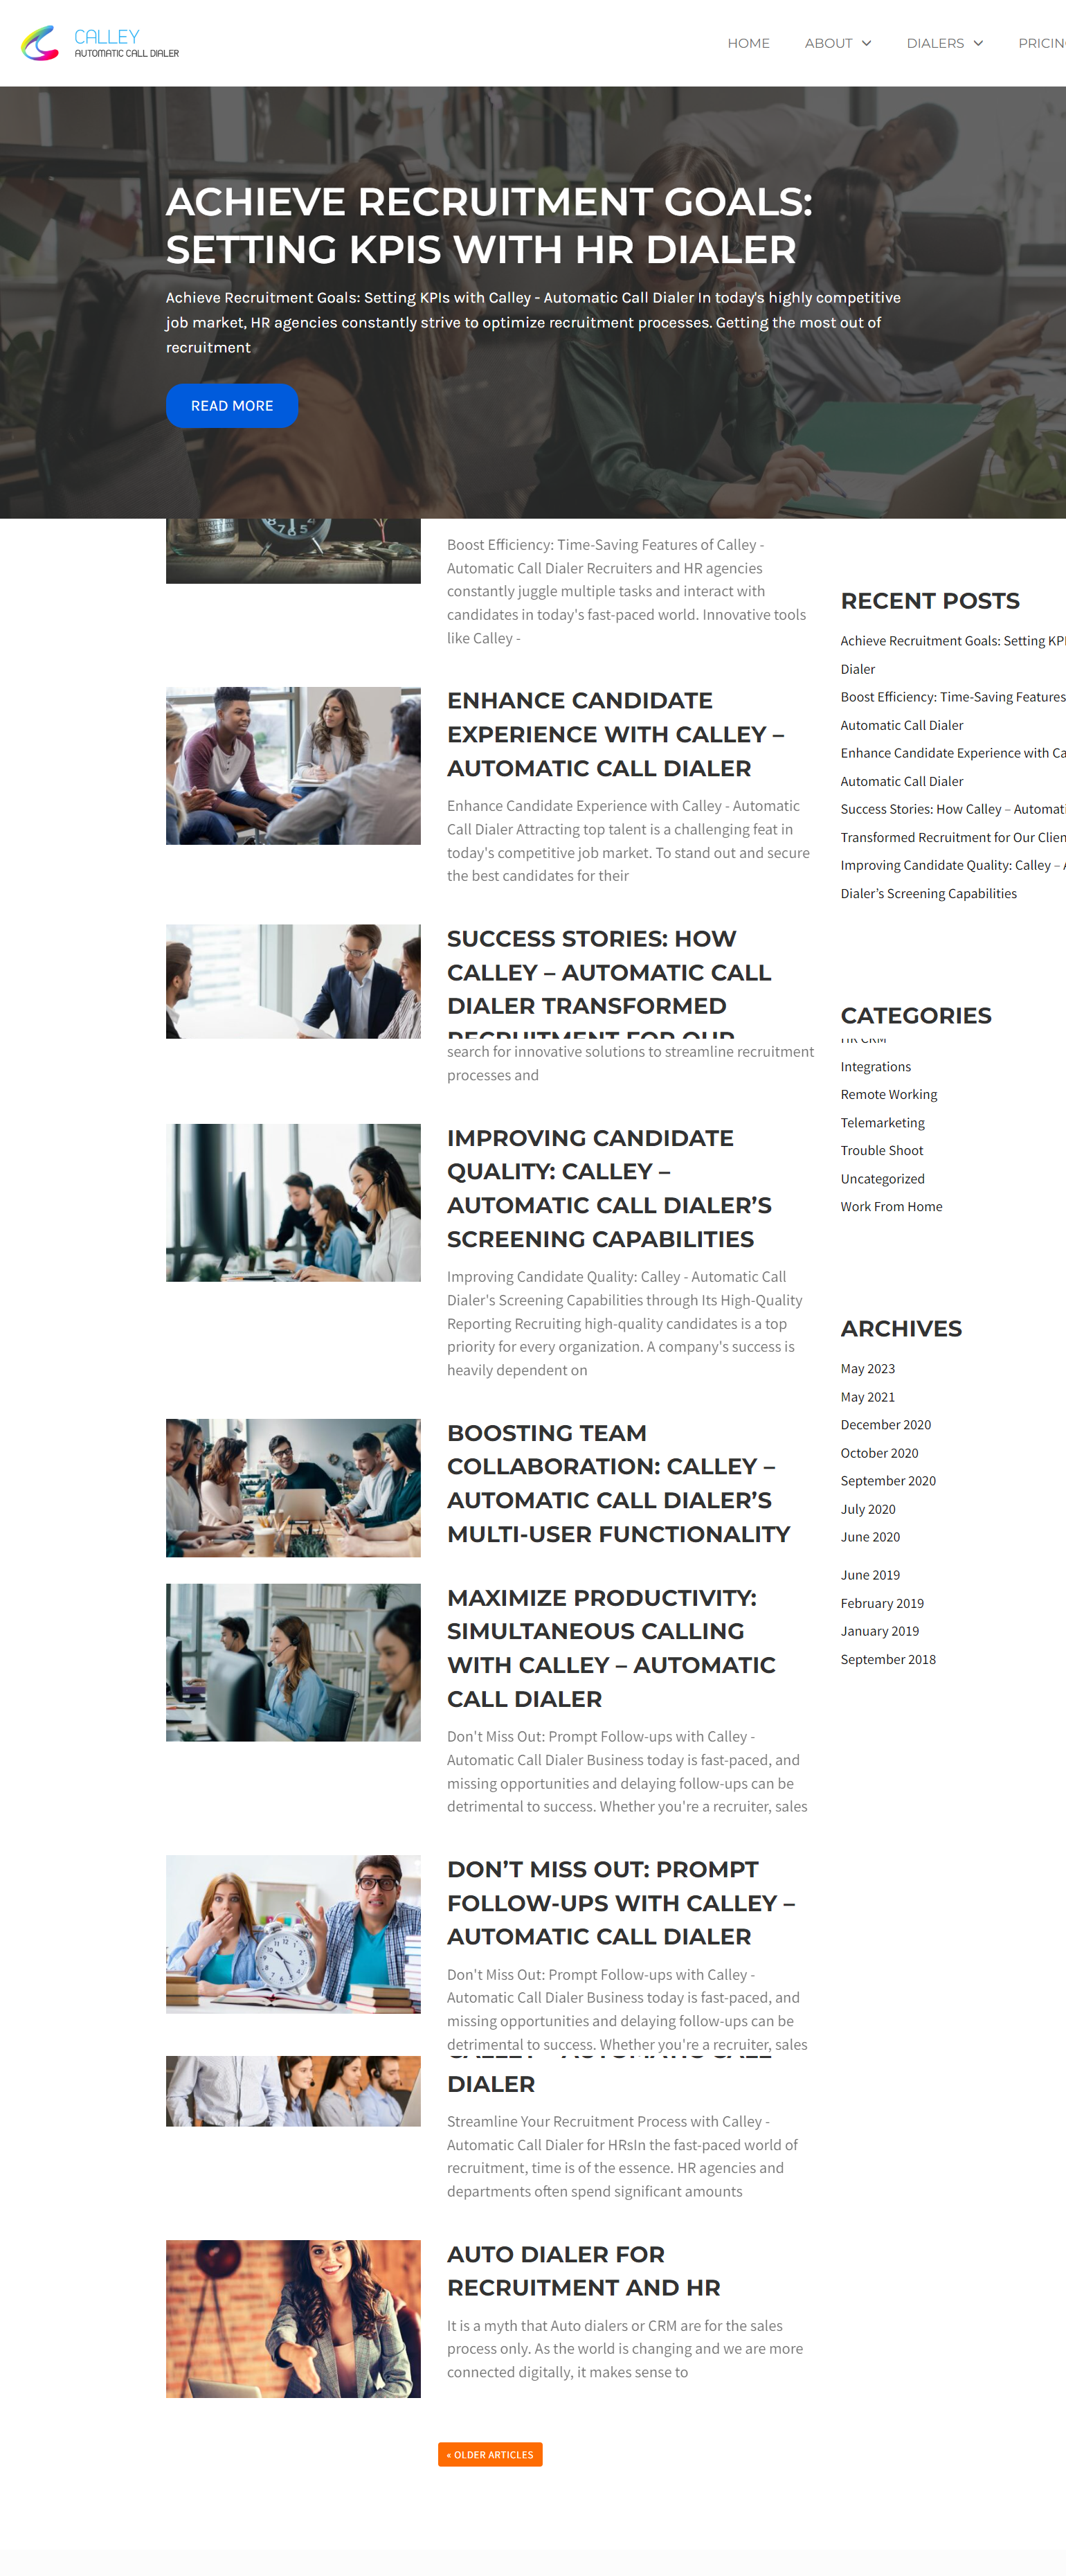 CALLEY
AUTOMATIC CALL DIALER
HOME
ABOUT
DIALERS
ACHIEVE RECRUITMENT GOALS:
SETTING KPIS WITH HR DIALER
Achieve Recruitment Goals: Setting KPIs with Calley - Automatic Call Dialer In today's highly competitive
job market, HR agencies constantly strive to optimize recruitment processes. Getting the most out of
recruitment
READ MORE
Boost Efficiency: Time-Saving Features of Calley -
Automatic Call Dialer Recruiters and HR agencies
constantly juggle multiple tasks and interact with
candidates in today's fast-paced world. Innovative tools
like Calley -
ENHANCE CANDIDATE
EXPERIENCE WITH CALLEY –
AUTOMATIC CALL DIALER
Enhance Candidate Experience with Calley - Automatic
Call Dialer Attracting top talent is a challenging feat in
today's competitive job market. To stand out and secure
the best candidates for their
SUCCESS STORIES: HOW
CALLEY – AUTOMATIC CALL
DIALER TRANSFORMED
RECRUITMENT FOR OUR
search for innovative solutions to streamline recruitment
processes and
IMPROVING CANDIDATE
QUALITY: CALLEY –
AUTOMATIC CALL DIALER’S
SCREENING CAPABILITIES
Improving Candidate Quality: Calley - Automatic Call
Dialer's Screening Capabilities through Its High-Quality
Reporting Recruiting high-quality candidates is a top
priority for every organization. A company's success is
heavily dependent on
BOOSTING TEAM
COLLABORATION: CALLEY –
AUTOMATIC CALL DIALER’S
MULTI-USER FUNCTIONALITY
MAXIMIZE PRODUCTIVITY:
SIMULTANEOUS CALLING
WITH CALLEY – AUTOMATIC
CALL DIALER
Don't Miss Out: Prompt Follow-ups with Calley -
Automatic Call Dialer Business today is fast-paced, and
missing opportunities and delaying follow-ups can be
detrimental to success. Whether you're a recruiter, sales
DON’T MISS OUT: PROMPT
FOLLOW-UPS WITH CALLEY –
AUTOMATIC CALL DIALER
Don't Miss Out: Prompt Follow-ups with Calley -
Automatic Call Dialer Business today is fast-paced, and
missing opportunities and delaying follow-ups can be
detrimental to success. Whether you're a recruiter, sales
DIALER
Streamline Your Recruitment Process with Calley -
Automatic Call Dialer for HRsIn the fast-paced world of
recruitment, time is of the essence. HR agencies and
departments often spend significant amounts
AUTO DIALER FOR
RECRUITMENT AND HR
It is a myth that Auto dialers or CRM are for the sales
process only. As the world is changing and we are more
connected digitally, it makes sense to
« OLDER ARTICLES
RECENT POSTS
Achieve Recruitment Goals: Setting
Dialer
Boost Efficiency: Time-Saving Features
Automatic Call Dialer
Enhance Candidate Experience with
Automatic Call Dialer
Success Stories: How Calley –
Transformed Recruitment for Our
Improving Candidate Quality: Calley –
Dialer’s Screening Capabilities
CATEGORIES
HR CRM
Integrations
Remote Working
Telemarketing
Trouble Shoot
Uncategorized
Work From Home
ARCHIVES
May 2023
May 2021
December 2020
October 2020
September 2020
July 2020
June 2020
June 2019
February 2019
January 2019
September 2018